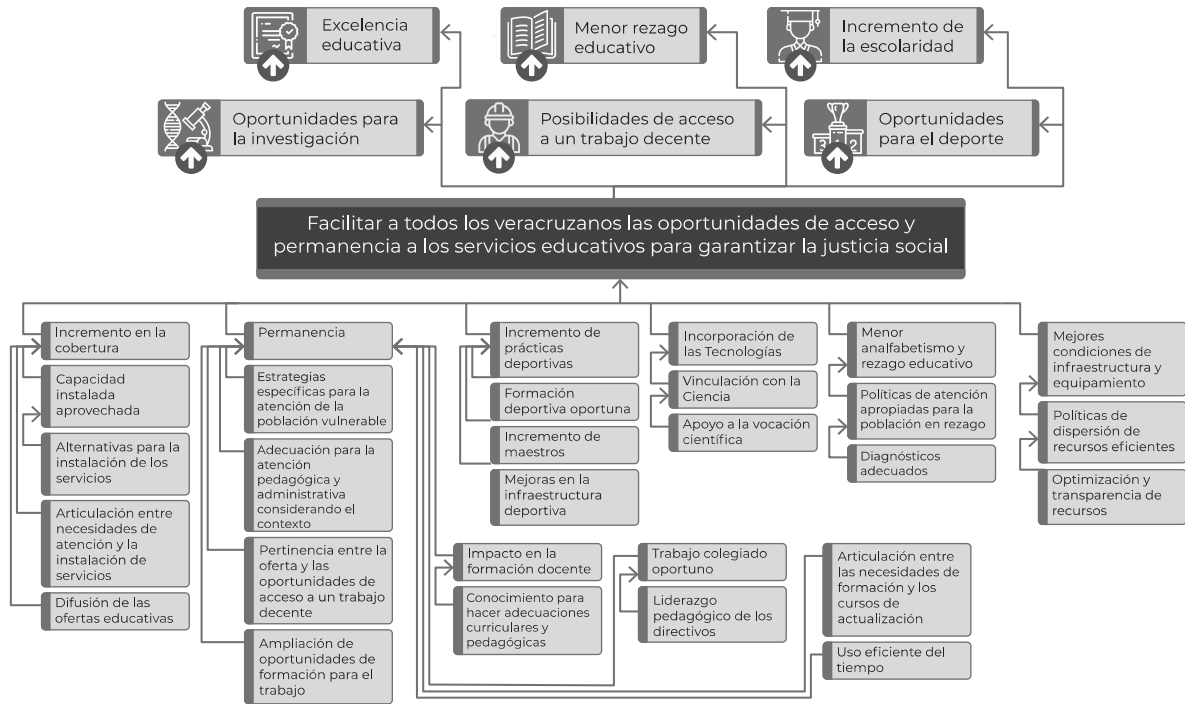 Excelencia
educativa
Menor rezago
educativo
Incremento de
la escolaridad
Oportunidades para
la investigación
Posibilidades de acceso
a un trabajo decente
3 1 2
Oportunidades
para el deporte
Facilitar a todos los veracruzanos las oportunidades de acceso y
permanencia a los servicios educativos para garantizar la justicia social
Incremento en la
cobertura
Capacidad
instalada
aprovechada
Alternativas para la
instalación de los
servicios
Articulación entre
necesidades de
atención y la
instalación de
servicios
Difusión de las
ofertas educativas
Permanencia
Estrategias
específicas para la
atención de la
población vulnerable
Adecuación para la
atención
pedagógica y
administrativa
considerando el
contexto
Pertinencia entre la
oferta y las
oportunidades de
acceso a un trabajo
decente
Ampliación de
oportunidades de
formación para el
trabajo
Incremento de
prácticas
deportivas
Formación
deportiva oportuna
Incremento de
maestros
Mejoras en la
infraestructura
deportiva
Incorporación de
las Tecnologías
Vinculación con la
Ciencia
Apoyo a la vocación
científica
Menor
analfabetismo y
rezago educativo
Políticas de atención
apropiadas para la
población en rezago
Diagnósticos
adecuados
Mejores
condiciones de
infraestructura y
equipamiento
Políticas de
dispersión de
recursos eficientes
Optimización y
transparencia de
recursos
Impacto en la
formación docente
Conocimiento para
hacer adecuaciones
curriculares y
pedagógicas
Trabajo colegiado
oportuno
Liderazgo
pedagógico de los
directivos
Articulación entre
las necesidades de
formación y los
cursos de
actualización
Uso eficiente del
tiempo